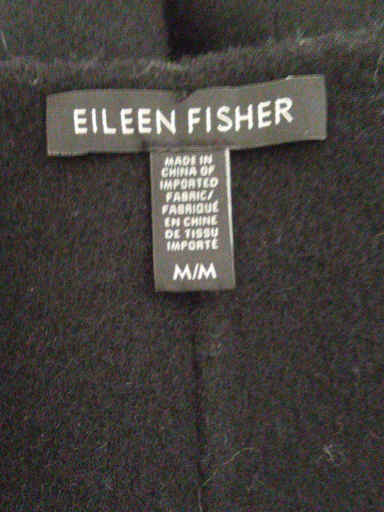 EILEEN FISHER
MADE IN
CHINA OF
IMPORTED
FABRIC/
FABRIQUÉ
EN CHINE
DE TISSU
IMPORTÉ
M/M